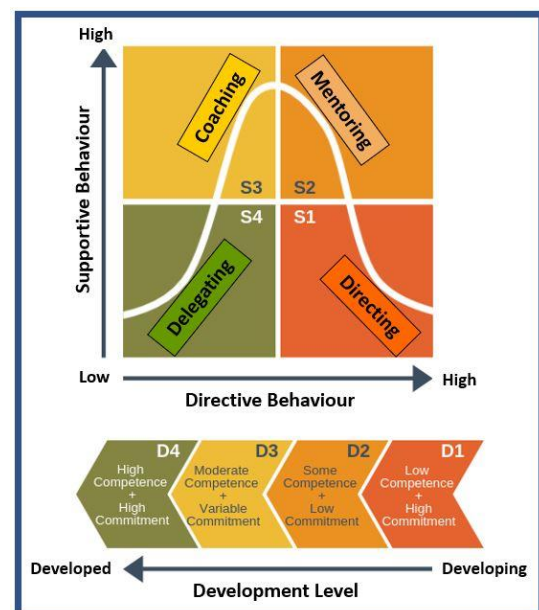 High
Supportive Behaviour
Coaching
Mentoring
S3
S2
S4
S1
Delegating
Directing
Low
High
Directive Behaviour
D4
High
Competence
+
High
Commitment
D3
Moderate
Competence
+
Variable
Commitment
D2
Some
Competence
+
Low
Commitment
D1
Low
Competence
+
High
Commitment
Developed
Developing
Development Level